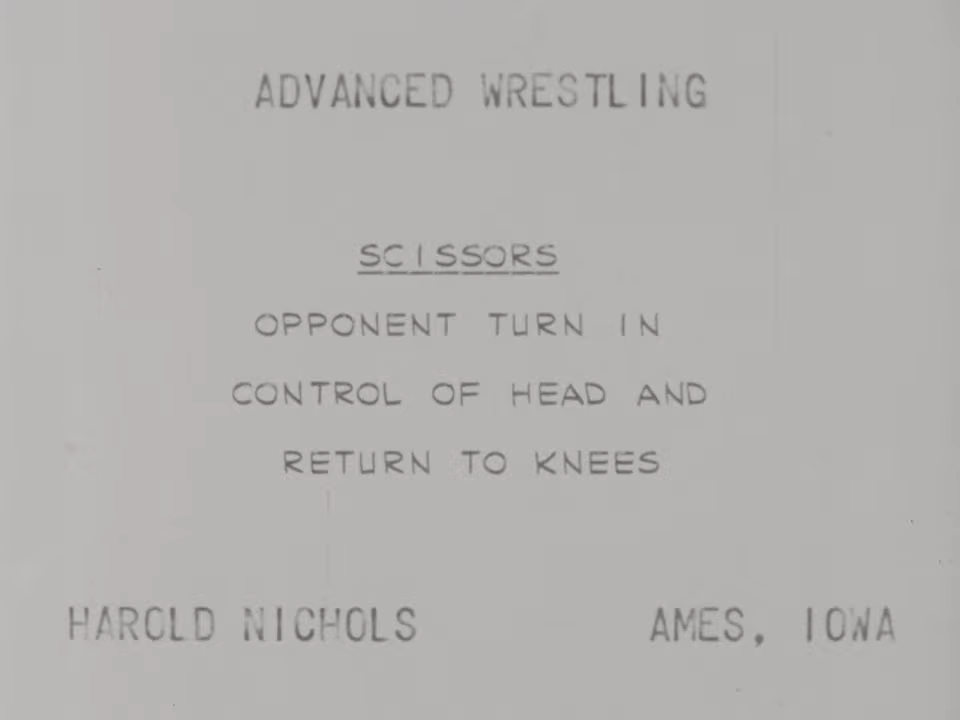 ADVANCED WRESTLING
SCISSORS
OPPONENT TURN IN
CONTROL OF HEAD AND
RETURN TO KNEES
HAROLD NICHOLS AMES, IOWA